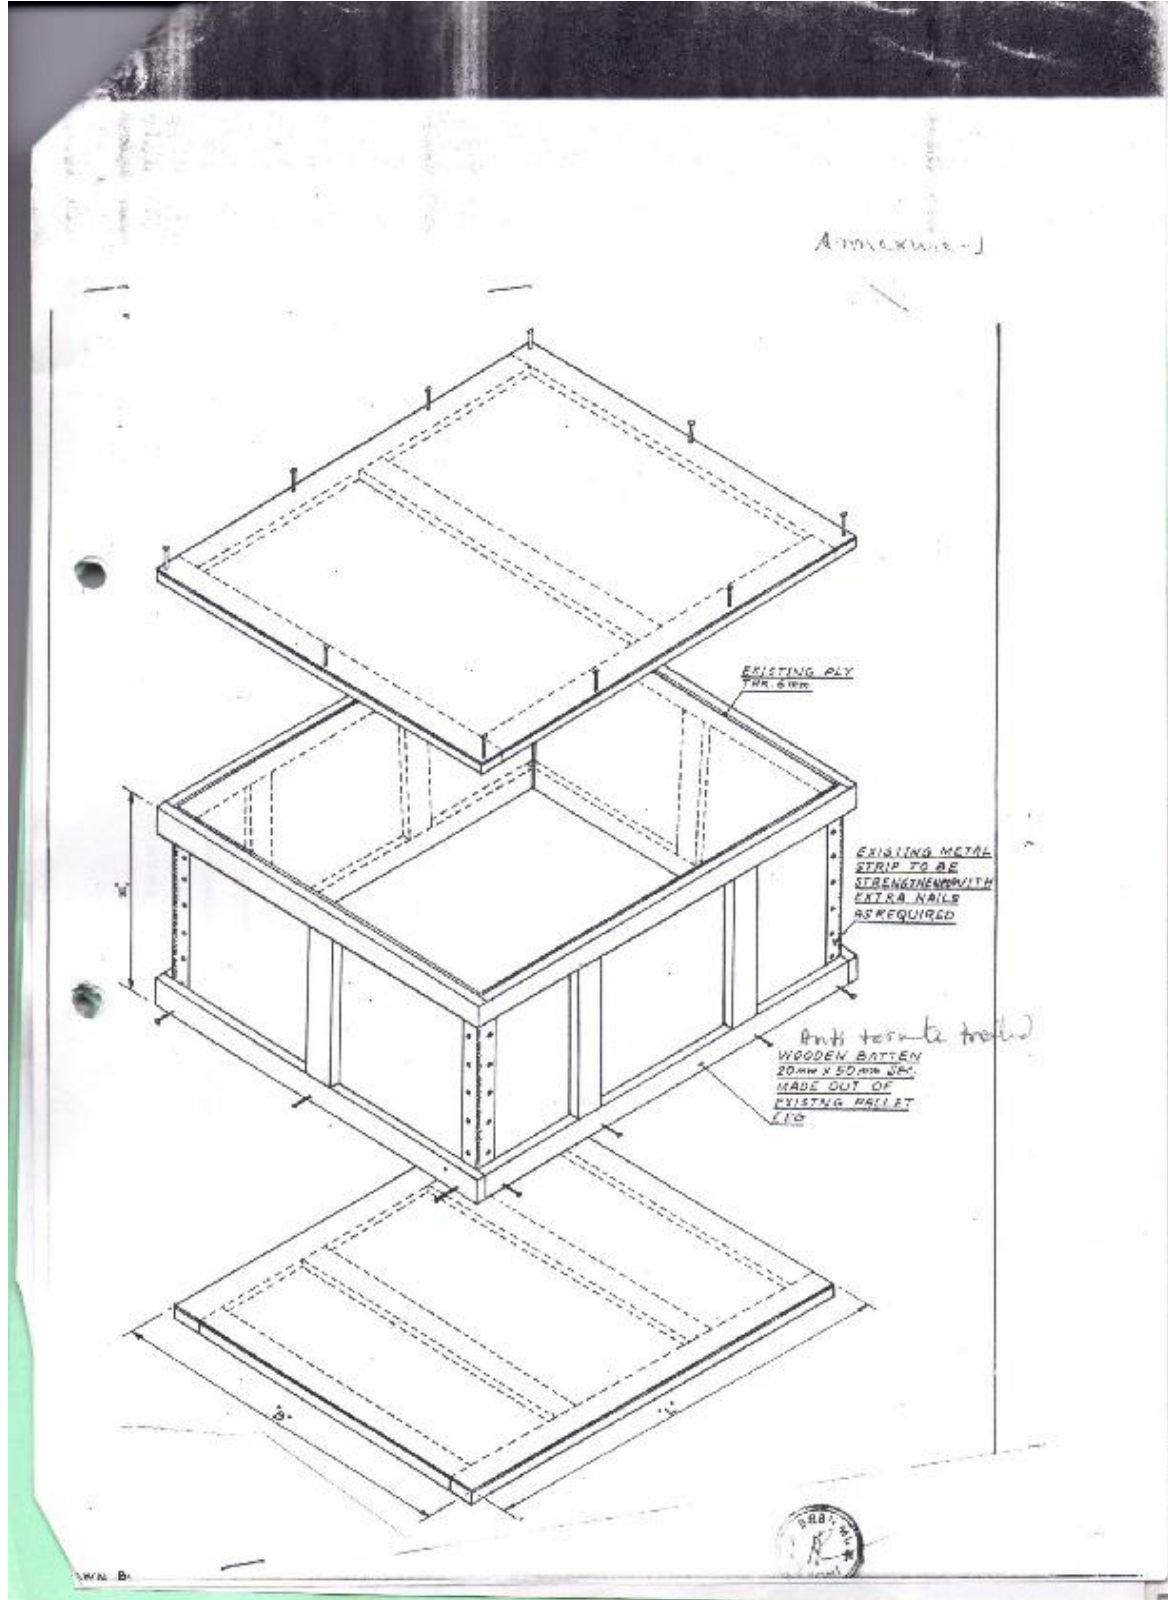 Annexure-I
EXISTING PLY
THK. 6mm
EXISTING METAL
STRIP TO BE
STRENGTHENED WITH
EXTRA NAILS
AS REQUIRED
Anti termite treated
WOODEN BATTEN
20mm X 50mm SEC.
MADE OUT OF
EXISTNG PALLET
LEG
"H"
"B"
"L"